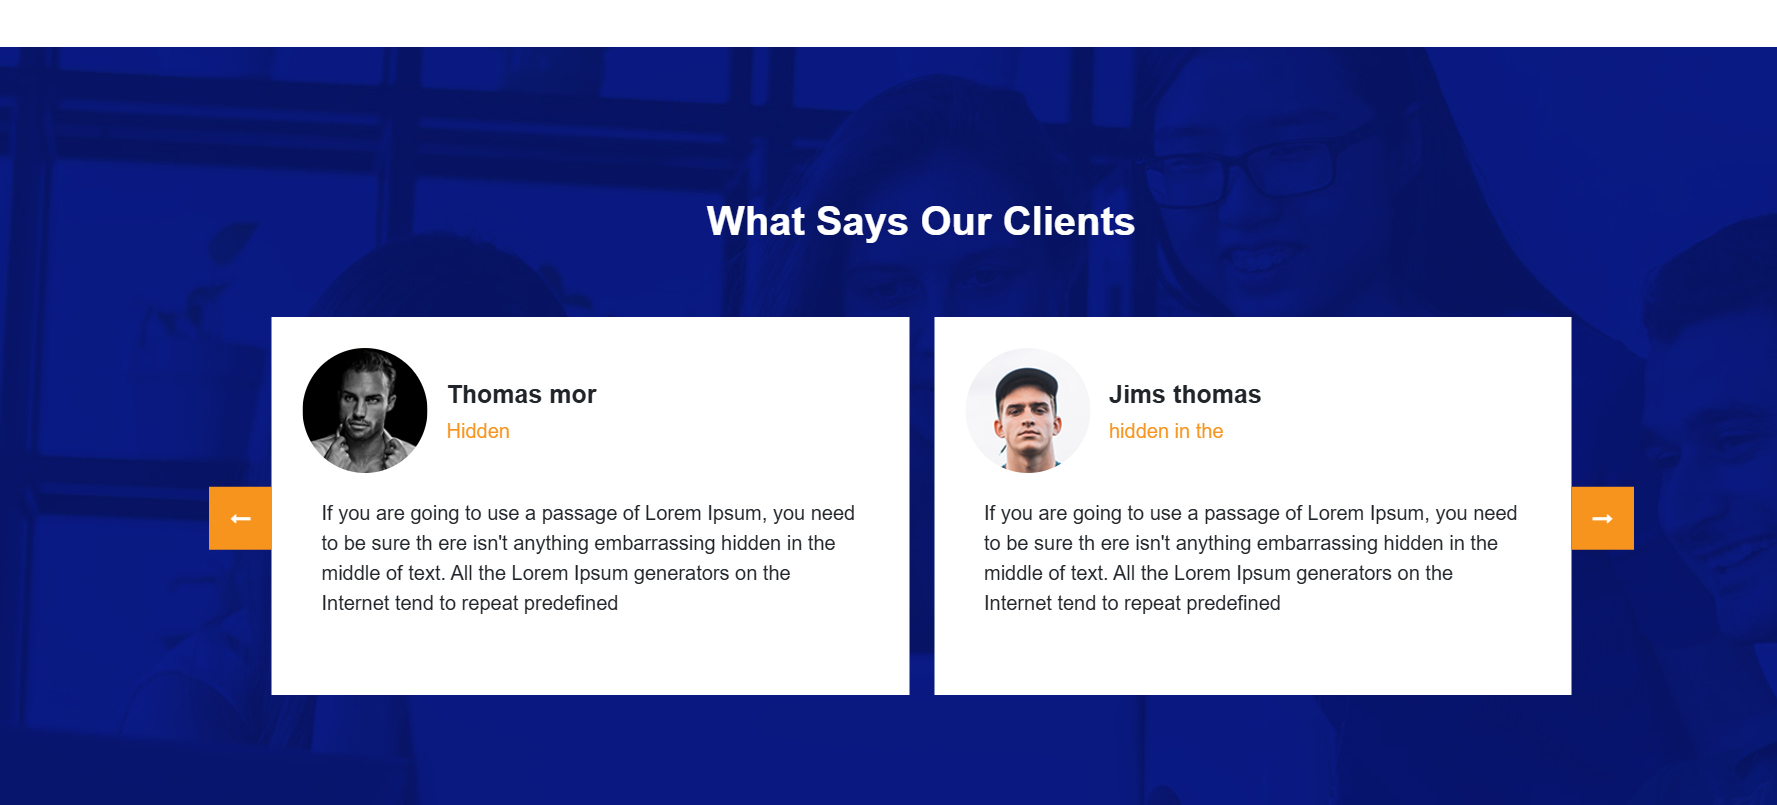 What Says Our Clients
Thomas mor
Hidden
If you are going to use a passage of Lorem Ipsum, you need
to be sure th ere isn't anything embarrassing hidden in the
middle of text. All the Lorem Ipsum generators on the
Internet tend to repeat predefined
Jims thomas
hidden in the
If you are going to use a passage of Lorem Ipsum, you need
to be sure th ere isn't anything embarrassing hidden in the
middle of text. All the Lorem Ipsum generators on the
Internet tend to repeat predefined